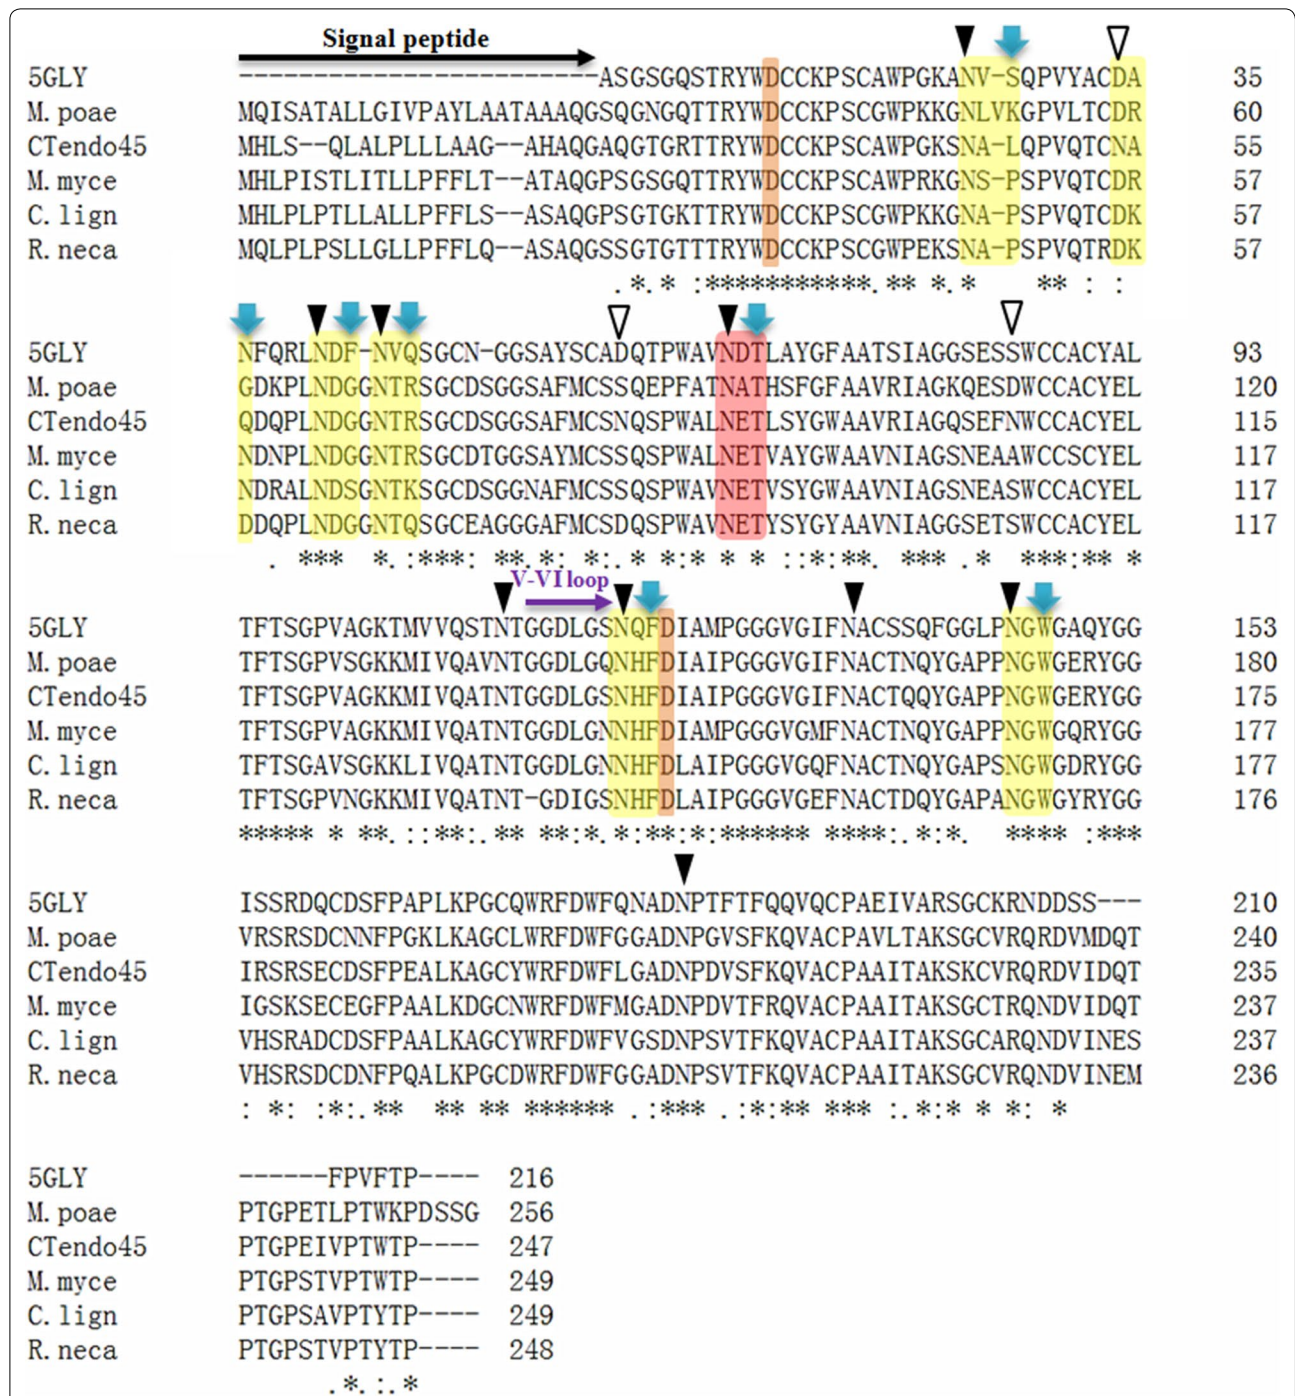 Signal peptide
5GLY ------------------------ASGSGQSTRYWDCCKPSCAWPGKANV-SQPVYACDA 35
M.poae MQISATALLGIVPAYLAATAAAQGSQGNGQTTRYWDCCKPSCGWPKKGNLVKGPVLTCDR 60
CTendo45 MHLS--QLALPLLLAAG--AHAQGAQGTGRTTRYWDCCKPSCAWPGKSNA-LQPVQTCNA 55
M.myce MHLPISTLITLLPFFLT--ATAQGPSGSGQTTRYWDCCKPSCAWPRKGNS-PSPVQTCDR 57
C.lign MHLPLPTLLALLPFFLS--ASAQGPSGTGKTTRYWDCCKPSCGWPKKGNA-PSPVQTCDK 57
R.neca MQLPLPSLLGLLPFFLQ--ASAQGSSGTGTTTRYWDCCKPSCGWPEKSNA-PSPVQTRDK 57
.*.* :***********.** *.* ** : :
5GLY NFQRLNDF-NVQSGCN-GGSAYSCADQTPWAVNDTLAYGFAATSIAGGSESSWCCACYAL 93
M.poae GDKPLNDGGNTRSGCDSGGSAFMCSSQEPFATNATHSFGFAAVRIAGKQESDWCCACYEL 120
CTendo45 QDQPLNDGGNTRSGCDSGGSAYMCSNQSPWALNETLSYGWAAVRIAGQSEFNWCCACYEL 115
M.myce NDNPLNDGGNTRSGCDTGGSAYMCSSQSPWALNETVAYGWAAVNIAGSNEAAWCCSCYEL 117
C.lign NDRALNDSGNTKSGCDSGGNAFMCSSQSPWAVNETVSYGWAAVNIAGSNEASWCCACYEL 117
R.neca DDQPLNDGGNTQSGCEAGGGAFMCSDQSPWAVNETYSYGYAAVNIAGGSETSWCCACYEL 117
. *** *.:***: **.*: *:.* *:* * * ::*:**. *** .* ***:** *
V-VI loop
5GLY TFTSGPVAGKTMVVQSTNTGGDLGSNQFDIAMPGGGVGIFNACSSQFGGLPNGWGAQYGG 153
M.poae TFTSGPVSGKKMIVQAVNTGGDLGQNHFDIAIPGGGVGIFNACTNQYGAPPNGWGERYGG 180
CTendo45 TFTSGPVAGKKMIVQATNTGGDLGSNHFDIAIPGGGVGIFNACTQQYGAPPNGWGERYGG 175
M.myce TFTSGPVAGKKMIVQATNTGGDLGNNHFDIAMPGGGVGMFNACTNQYGAPPNGWGQRYGG 177
C.lign TFTSGAVSGKKLIVQATNTGGDLGNNHFDLAIPGGGVGQFNACTNQYGAPSNGWGDRYGG 177
R.neca TFTSGPVNGKKMIVQATNT-GDIGSNHFDLAIPGGGVGEFNACTDQYGAPANGWGYRYGG 176
***** * **.::**:.** **:*.*:**:*:****** ****:.*:*. **** :***
5GLY ISSRDQCDSFPAPLKPGCQWRFDWFQNADNPTFTFQQVQCPAEIVARSGCKRNDDSS--- 210
M.poae VRSRSDCNNFPGKLKAGCLWRFDWFGGADNPGVSFKQVACPAVLTAKSGCVRQRDVMDQT 240
CTendo45 IRSRSECDSFPEALKAGCYWRFDWFLGADNPDVSFKQVACPAAITAKSKCVRQRDVIDQT 235
M.myce IGSKSECEGFPAALKDGCNWRFDWFMGADNPDVTFRQVACPAAITAKSGCTRQNDVIDQT 237
C.lign VHSRADCDSFPAALKAGCYWRFDWFVGSDNPSVTFKQVACPAAITAKSGCARQNDVINES 237
R.neca VHSRSDCDNFPQALKPGCDWRFDWFGGADNPSVTFKQVACPAAITAKSGCVRQNDVINEM 236
: *: :*:.** ** ** ****** .:*** .:*:** *** :.*:* * *: *
5GLY ------FPVFTP---- 216
M.poae PTGPETLPTWKPDSSG 256
CTendo45 PTGPEIVPTWTP---- 247
M.myce PTGPSTVPTWTP---- 249
C.lign PTGPSAVPTYTP---- 249
R.neca PTGPSTVPTYTP---- 248
.*.:.*